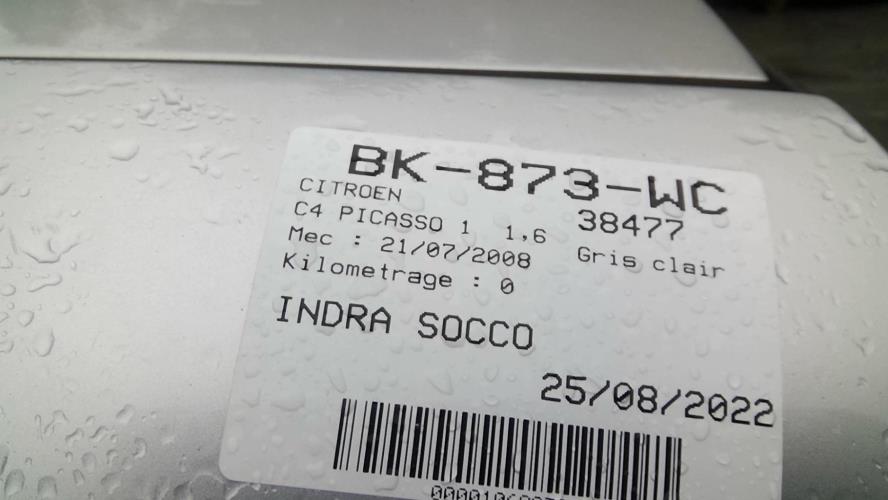 BK-873-WC
CITROEN 38477
C4 PICASSO 1 1,6 Gris clair
Mec : 21/07/2008
Kilometrage : 0
INDRA SOCCO
25/08/2022